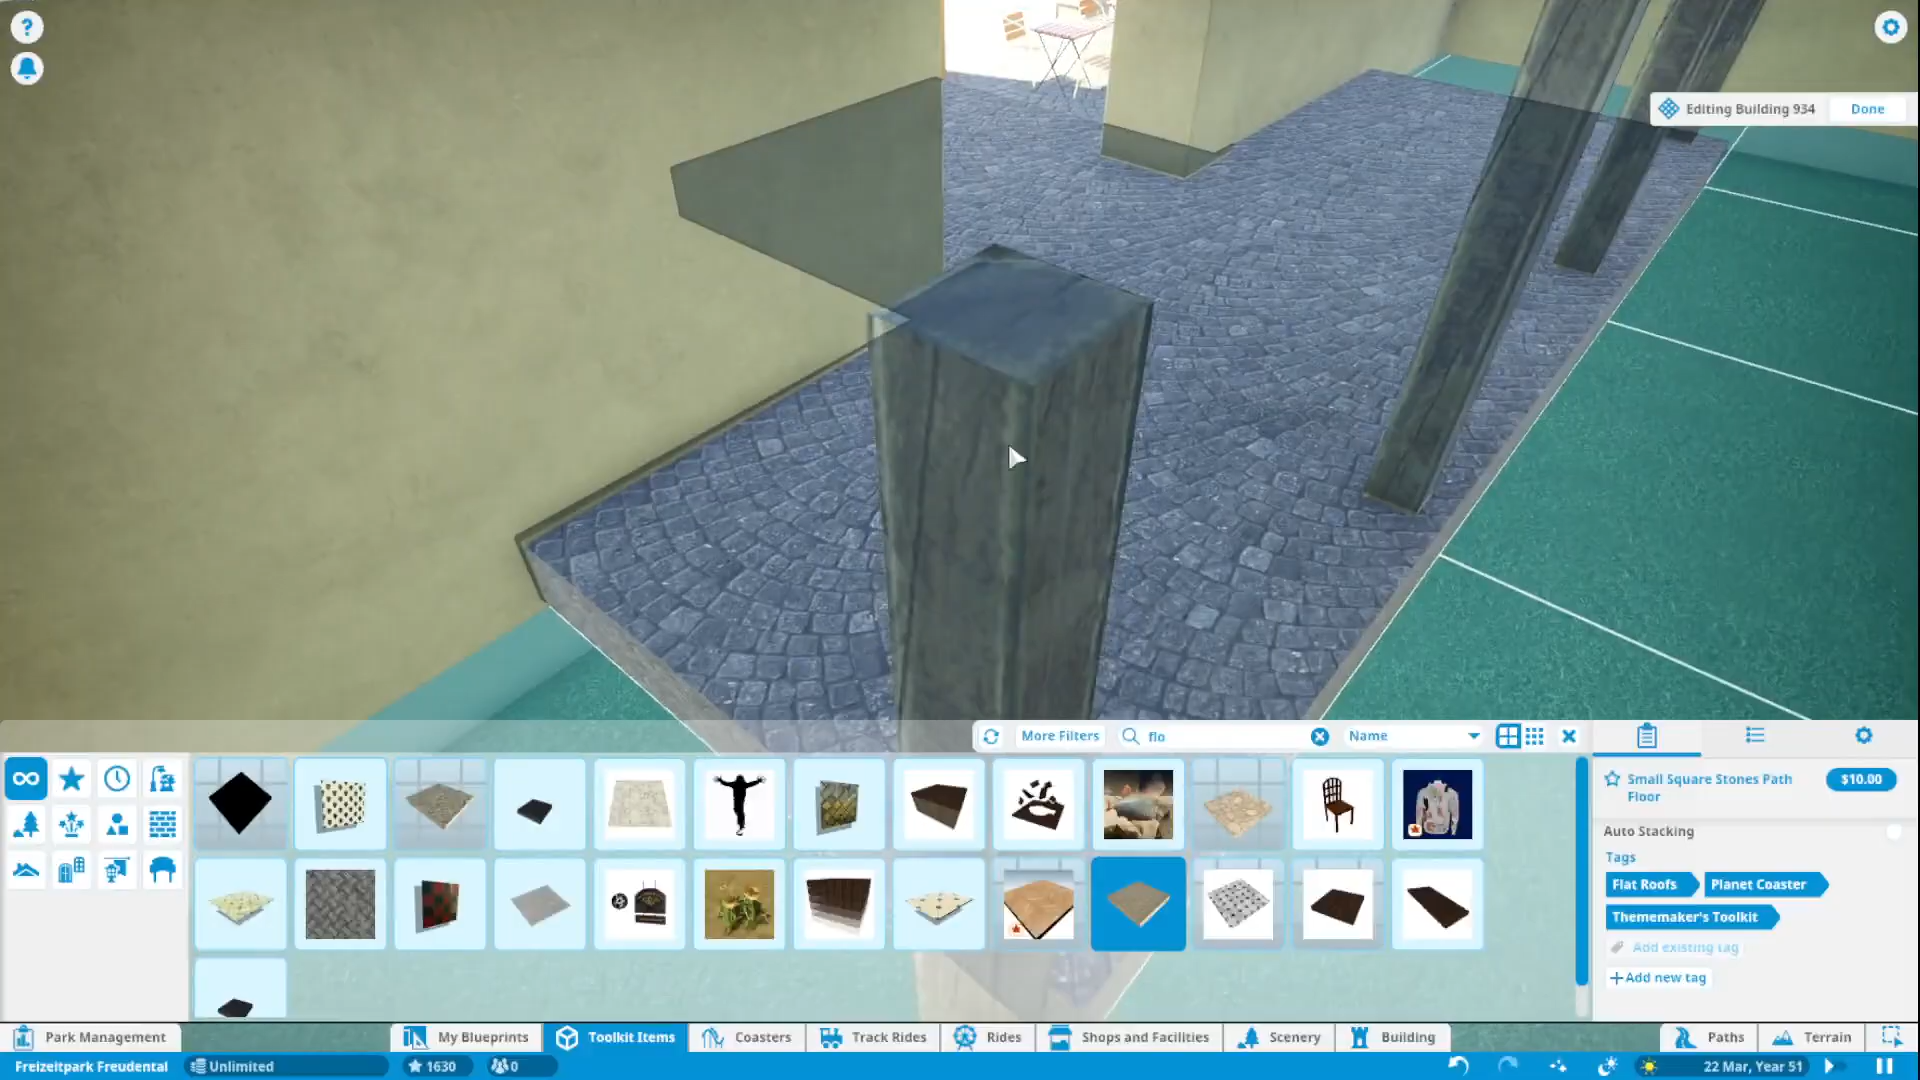 ?
Editing Building 934 Done
More Filters flo Name
Small Square Stones Path Floor $10.00
Auto Stacking
Tags
Flat Roofs Planet Coaster
Thememaker's Toolkit
Add existing tag
+Add new tag
Park Management My Blueprints Toolkit Items Coasters Track Rides Rides Shops and Facilities Scenery Building Paths Terrain
Freizeitpark Freudental Unlimited 1630 0 22 Mar, Year 51